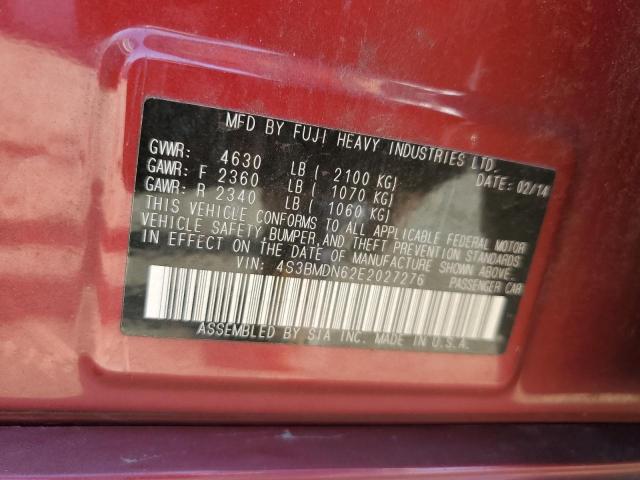 MFD BY FUJI HEAVY INDUSTRIES LTD.
GVWR: 4630 LB ( 2100 KG) DATE: 02/14
GAWR: F 2360 LB ( 1070 KG)
GAWR: R 2340 LB ( 1060 KG)
THIS VEHICLE CONFORMS TO ALL APPLICABLE FEDERAL MOTOR
VEHICLE SAFETY, BUMPER, AND THEFT PREVENTION STANDARDS
IN EFFECT ON THE DATE OF MANUFACTURE SHOWN ABOVE.
VIN: 4S3BMDN62E2027276 PASSENGER CAR
ASSEMBLED BY SIA INC. MADE IN U.S.A.